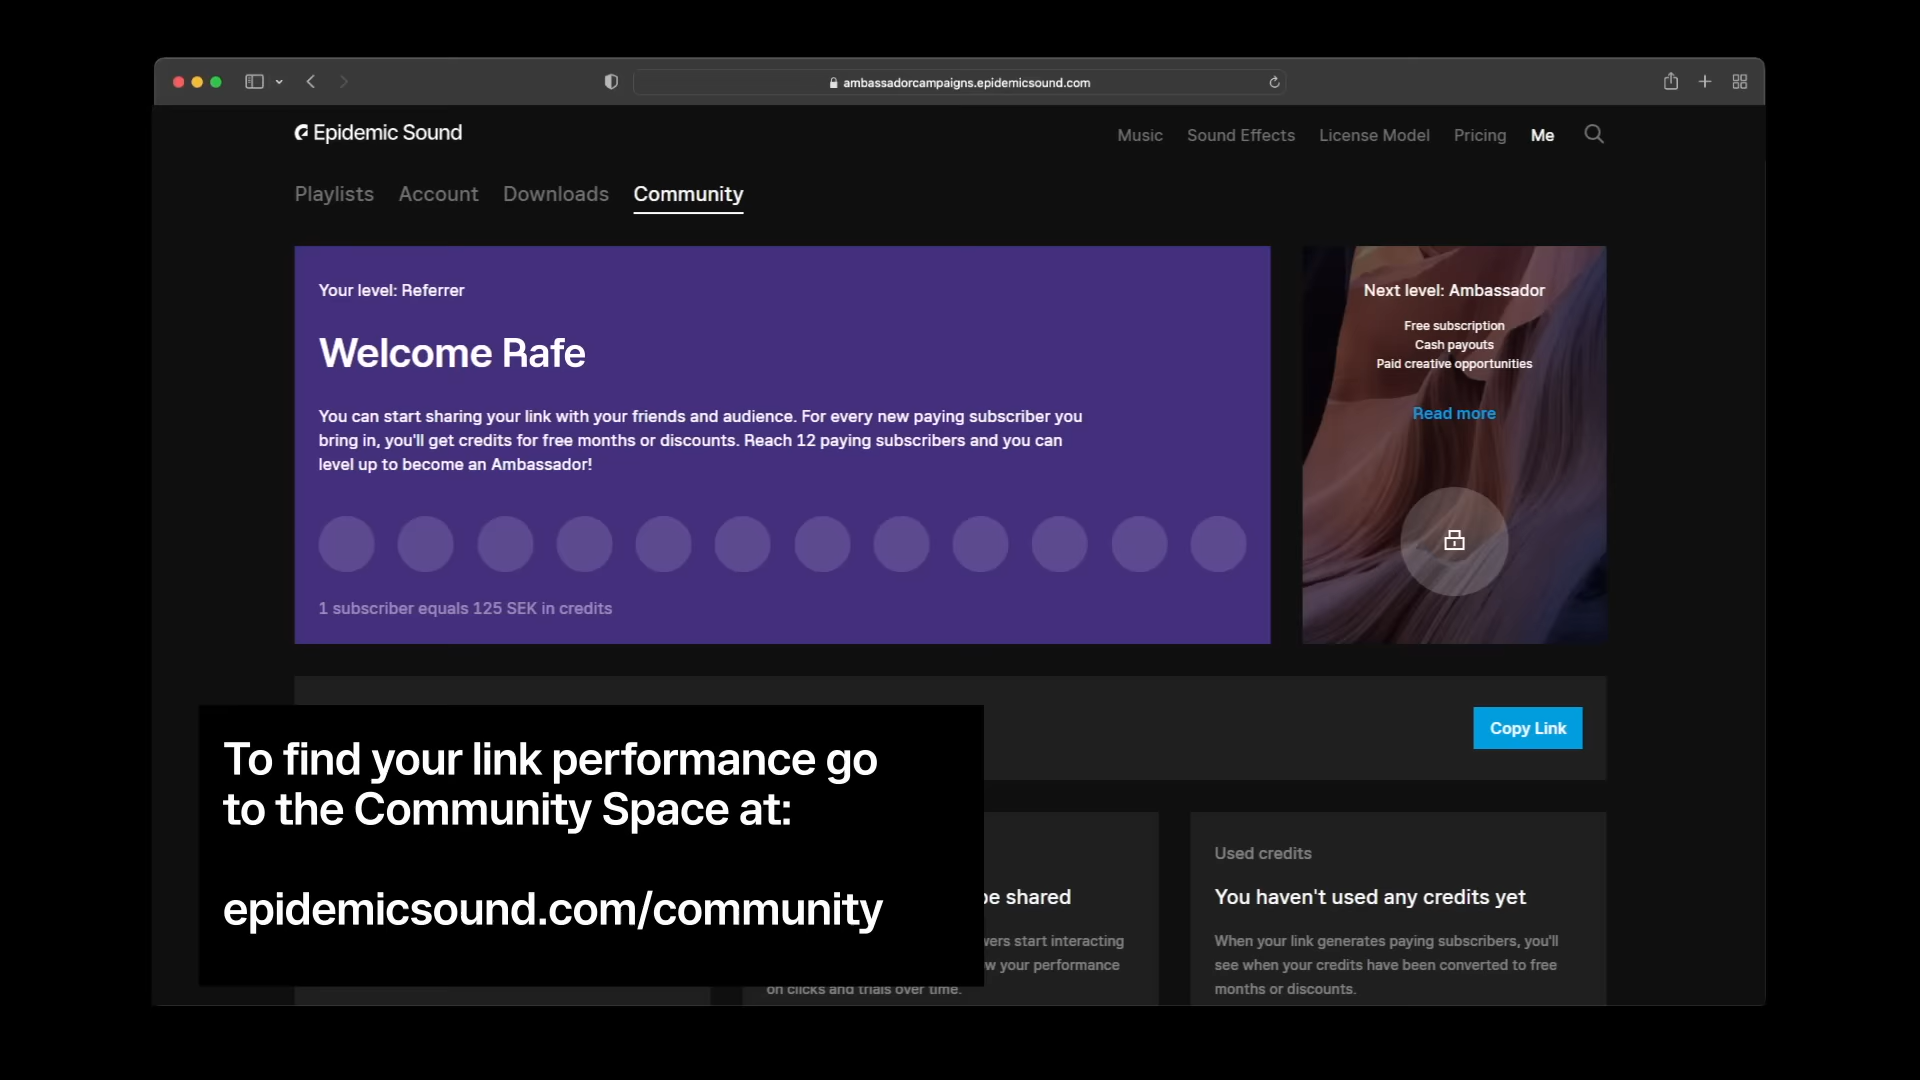 ambassadorcampaigns.epidemicsound.com
Epidemic Sound
Music Sound Effects License Model Pricing Me
Playlists Account Downloads Community
Your level: Referrer
Welcome Rafe
You can start sharing your link with your friends and audience. For every new paying subscriber you
bring in, you'll get credits for free months or discounts. Reach 12 paying subscribers and you can
level up to become an Ambassador!
1 subscriber equals 125 SEK in credits
Next level: Ambassador
Free subscription
Cash payouts
Paid creative opportunities
Read more
Copy Link
To find your link performance go
to the Community Space at:
epidemicsound.com/community
be shared
start interacting
your performance
on clicks and trials over time.
Used credits
You haven't used any credits yet
When your link generates paying subscribers, you'll
see when your credits have been converted to free
months or discounts.